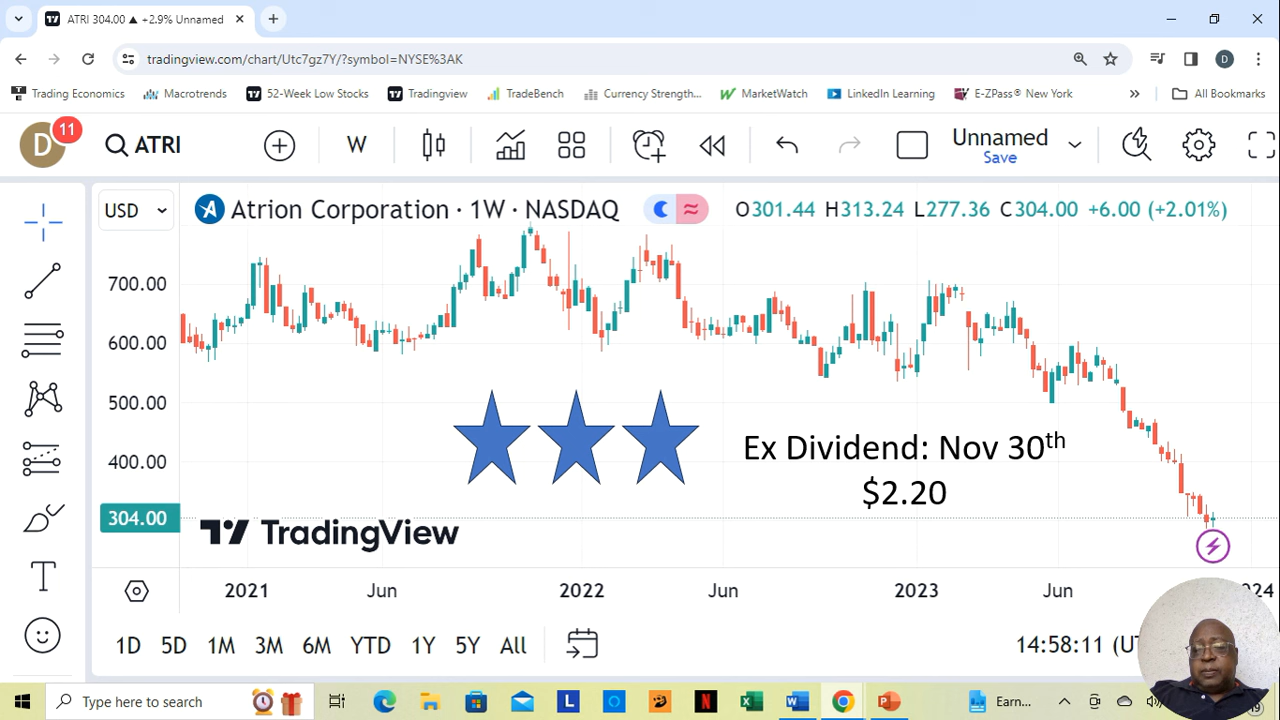 ATRI 304.00 ▲ +2.9% Unnamed
tradingview.com/chart/Utc7gz7Y/?symbol=NYSE%3AK
D
Trading Economics
Macrotrends
52-Week Low Stocks
Tradingview
TradeBench
Currency Strength...
MarketWatch
LinkedIn Learning
E-ZPass® New York
»
All Bookmarks
D
11
ATRI
W
Unnamed
Save
USD
Atrion Corporation · 1W · NASDAQ
O301.44 H313.24 L277.36 C304.00 +6.00 (+2.01%)
700.00
600.00
500.00
400.00
304.00
Ex Dividend: Nov 30th
$2.20
TradingView
2021
Jun
2022
Jun
2023
Jun
T
1D 5D 1M 3M 6M YTD 1Y 5Y All
14:58:11 (UT
Type here to search
Earn...